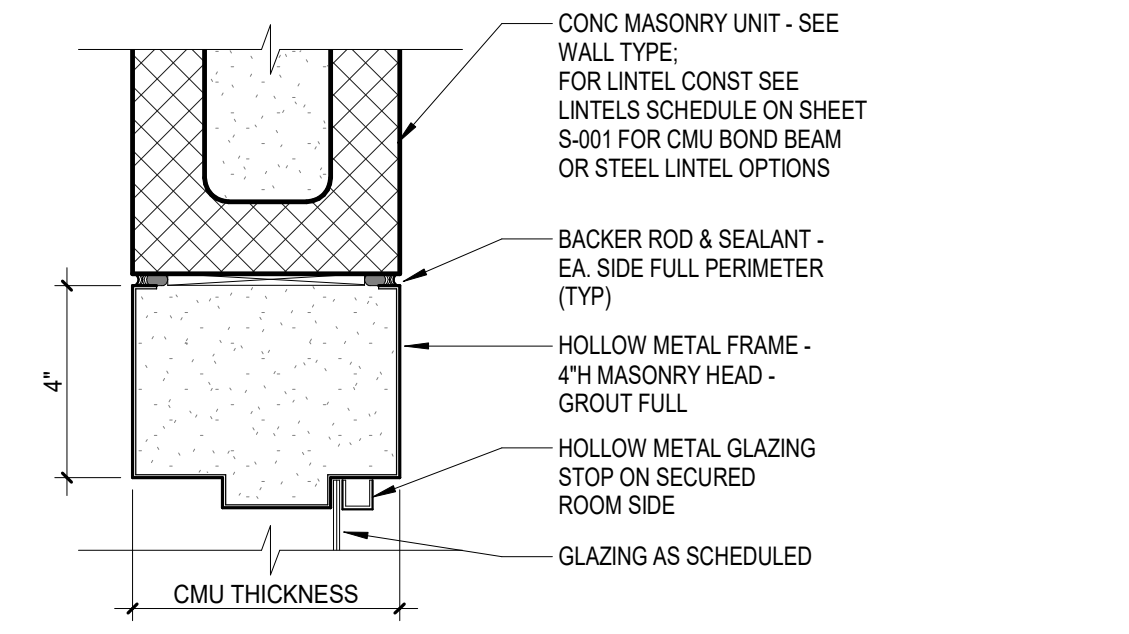 CONC MASONRY UNIT - SEE
WALL TYPE;
FOR LINTEL CONST SEE
LINTELS SCHEDULE ON SHEET
S-001 FOR CMU BOND BEAM
OR STEEL LINTEL OPTIONS
BACKER ROD & SEALANT -
EA. SIDE FULL PERIMETER
(TYP)
HOLLOW METAL FRAME -
4"H MASONRY HEAD -
GROUT FULL
4"
HOLLOW METAL GLAZING
STOP ON SECURED
ROOM SIDE
GLAZING AS SCHEDULED
CMU THICKNESS